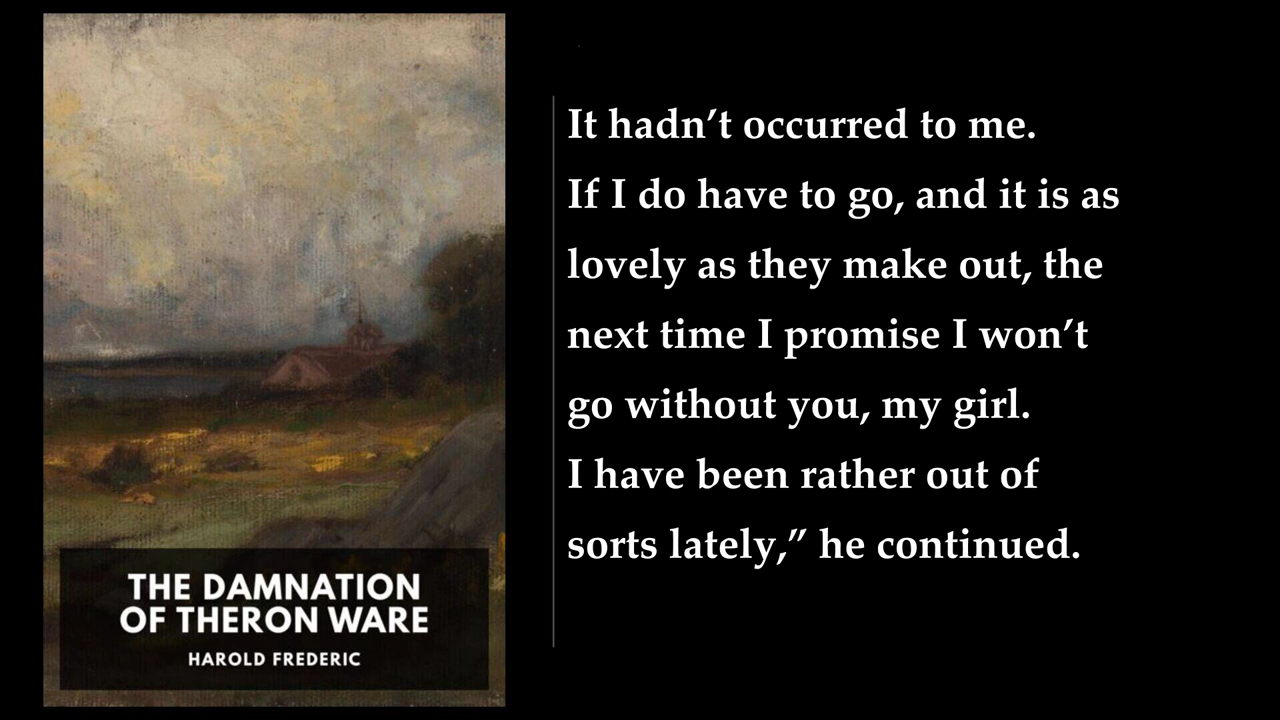 THE DAMNATION
OF THERON WARE
HAROLD FREDERIC
It hadn’t occurred to me.
If I do have to go, and it is as
lovely as they make out, the
next time I promise I won’t
go without you, my girl.
I have been rather out of
sorts lately,” he continued.